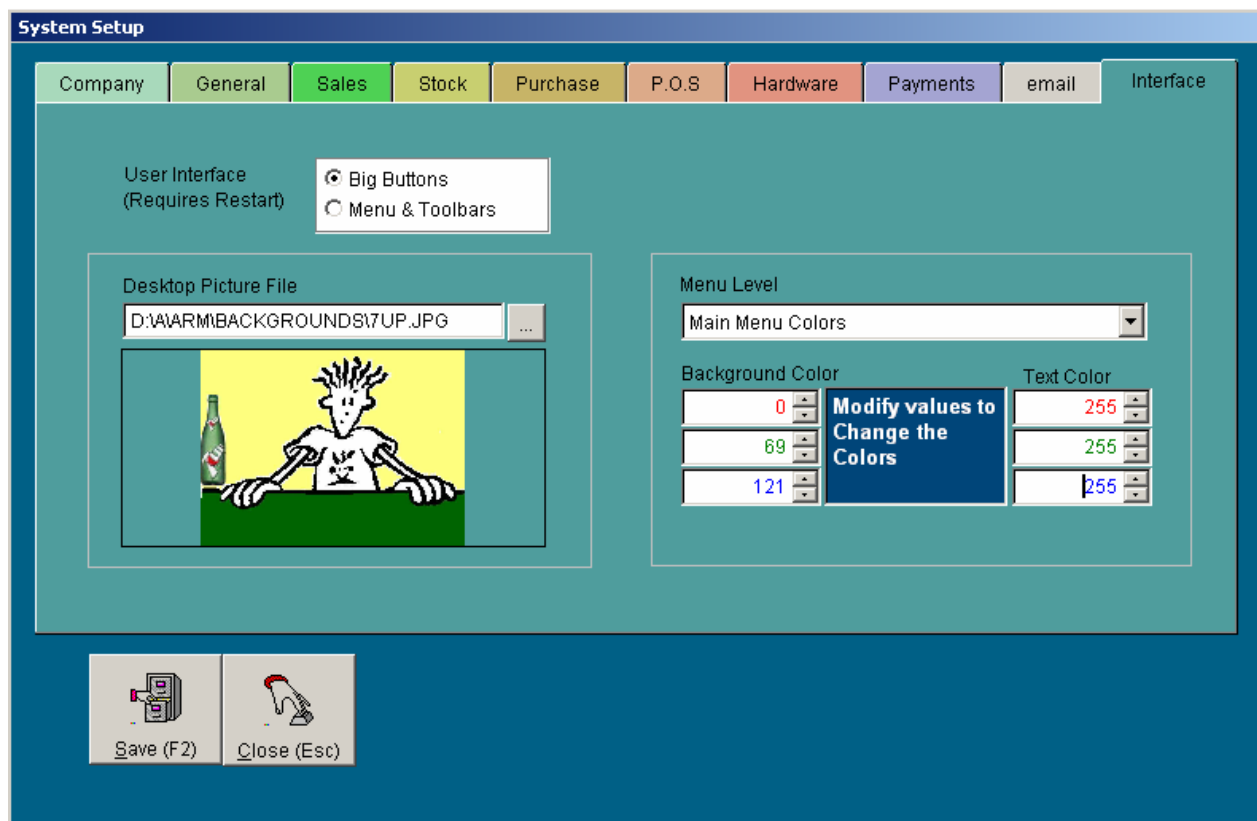 System Setup
Company General Sales Stock Purchase P.O.S Hardware Payments email Interface
User Interface
(Requires Restart)
Big Buttons
Menu & Toolbars
Desktop Picture File
D:\A\ARM\BACKGROUNDS\7UP.JPG ...
Menu Level
Main Menu Colors
Background Color
Text Color
0
69
121
Modify values to
Change the
Colors
255
255
255
Save (F2) Close (Esc)